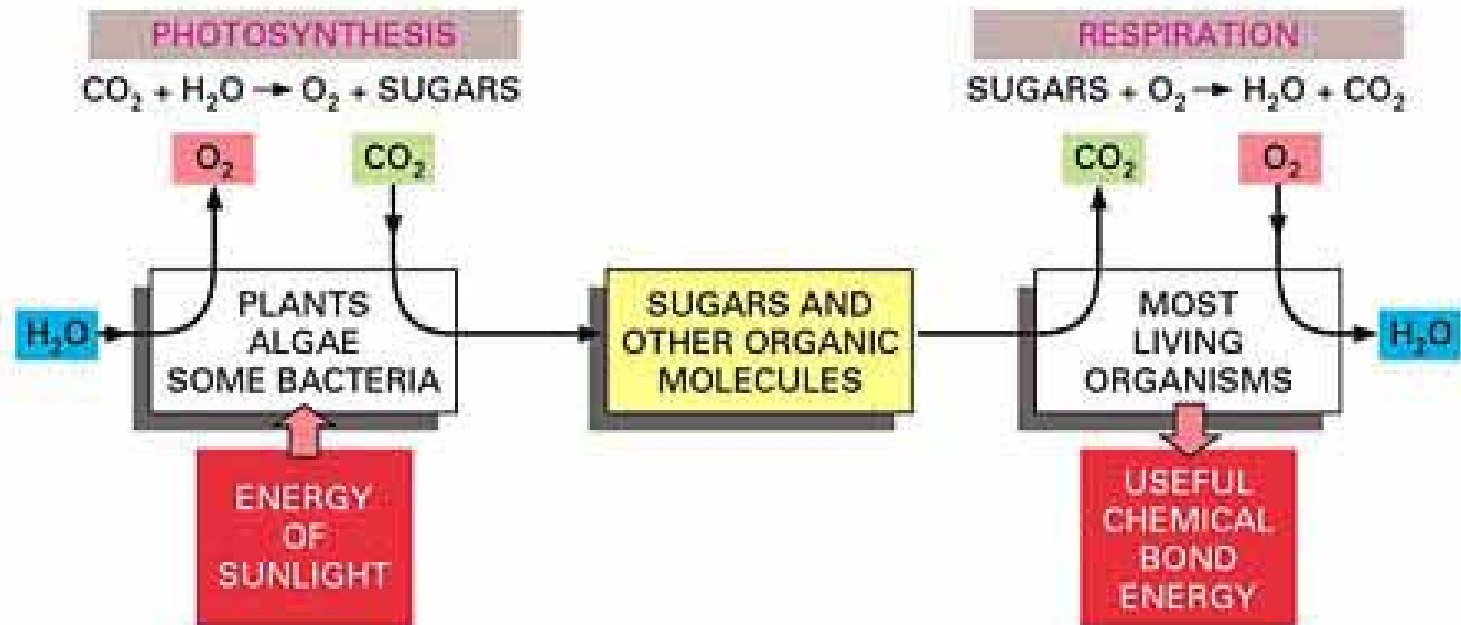 PHOTOSYNTHESIS
CO₂ + H₂O → O₂ + SUGARS
O₂
CO₂
H₂O
PLANTS
ALGAE
SOME BACTERIA
ENERGY
OF
SUNLIGHT
SUGARS AND
OTHER ORGANIC
MOLECULES
RESPIRATION
SUGARS + O₂ → H₂O + CO₂
CO₂
O₂
MOST
LIVING
ORGANISMS
H₂O
USEFUL
CHEMICAL
BOND
ENERGY